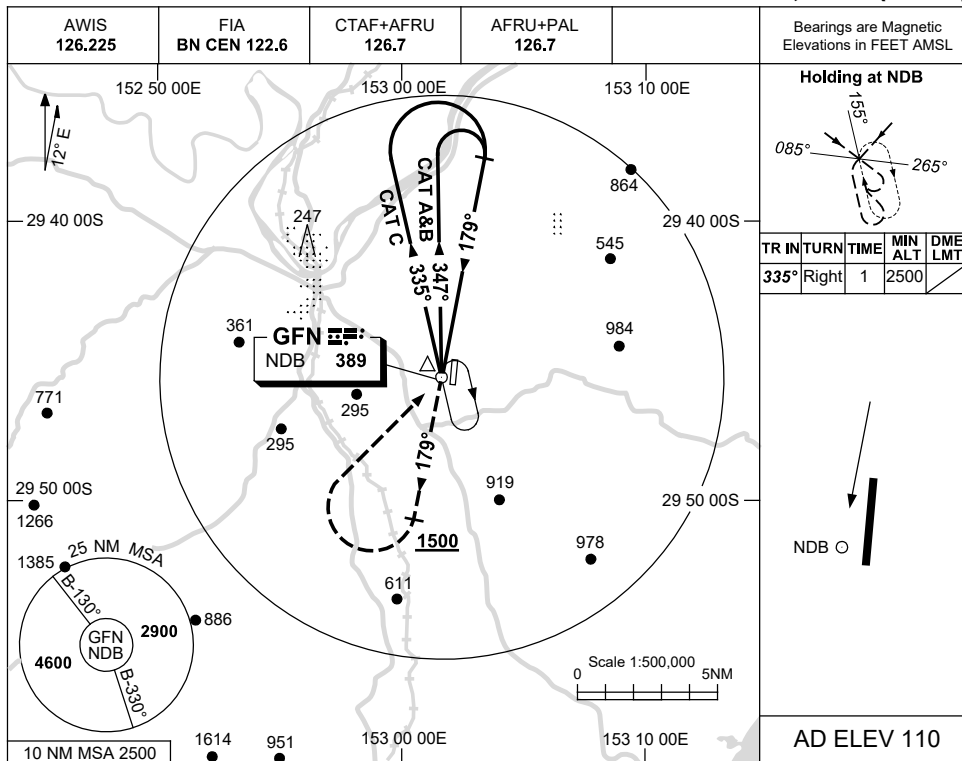 AWIS
126.225
FIA
BN CEN 122.6
CTAF+AFRU
126.7
AFRU+PAL
126.7
Bearings are Magnetic
Elevations in FEET AMSL
152 50 00E
153 00 00E
153 10 00E
12° E
Holding at NDB
155°
085°
265°
TR IN TURN TIME MIN ALT DME LMT
335° Right 1 2500
864
29 40 00S
29 40 00S
247
CAT C
CAT A&B
179°
335°
347°
545
984
361
GFN
NDB 389
295
295
771
179°
29 50 00S
29 50 00S
919
1266
1500
978
1385
25 NM MSA
611
886
B-130°
GFN
NDB
2900
4600
B-330°
Scale 1:500,000
0 5NM
NDB
1614
951
153 00 00E
153 10 00E
10 NM MSA 2500
AD ELEV 110